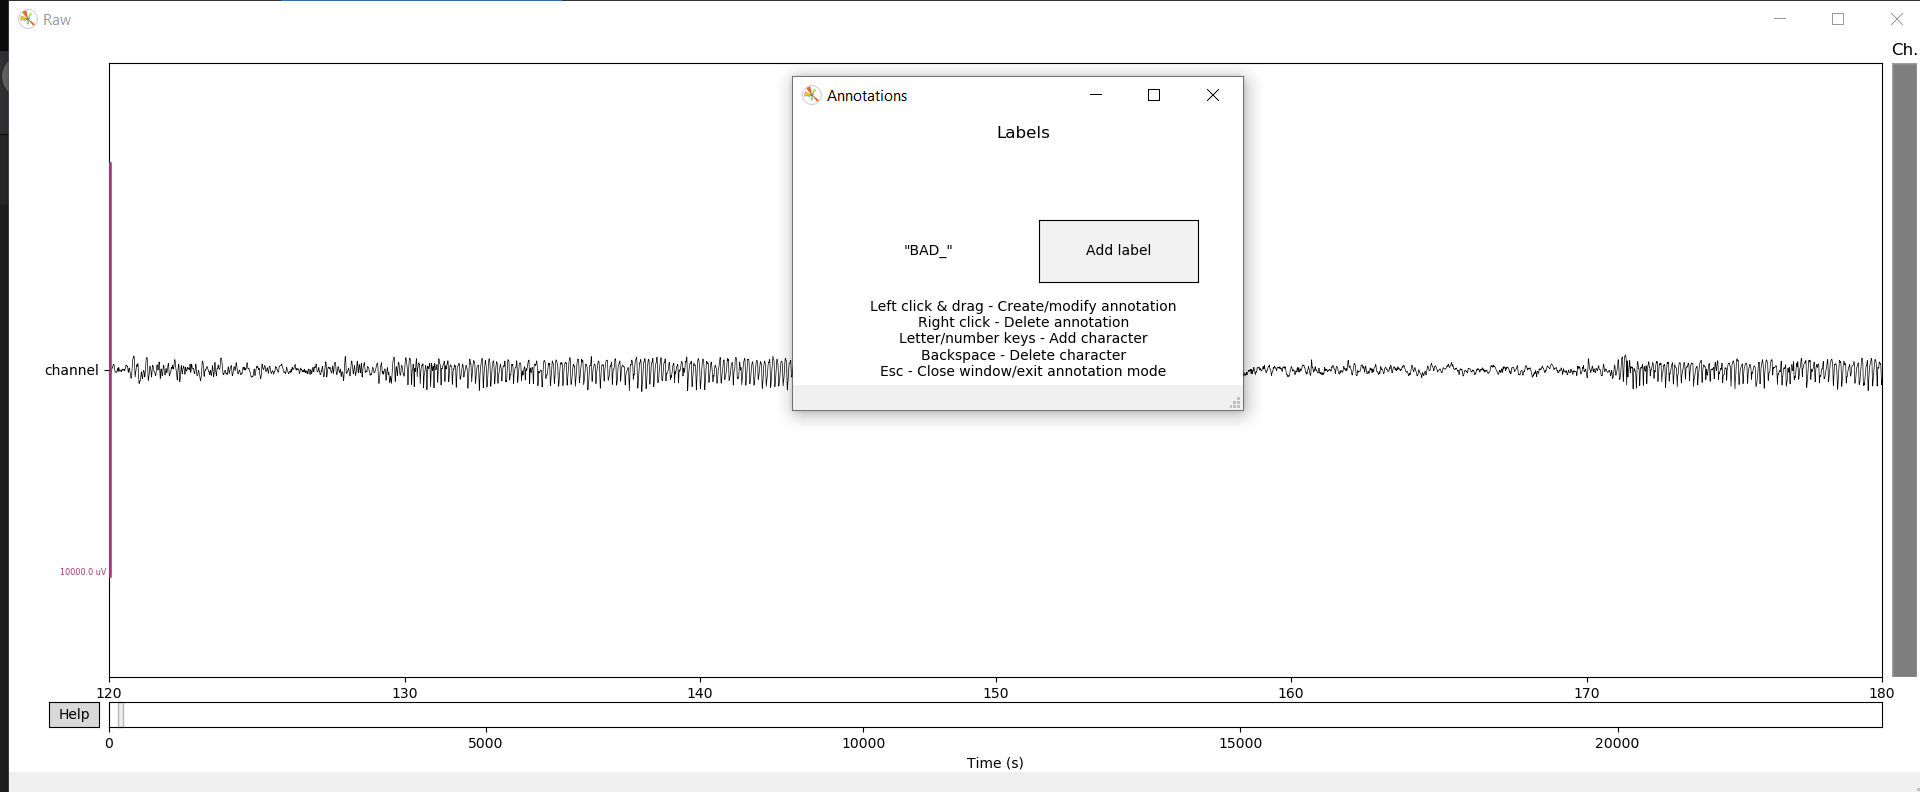 Raw
Ch.
Annotations
Labels
"BAD_"
Add label
Left click & drag - Create/modify annotation
Right click - Delete annotation
Letter/number keys - Add character
Backspace - Delete character
Esc - Close window/exit annotation mode
channel
10000.0 uV
120 130 140 150 160 170 180
Help
0 5000 10000 15000 20000
Time (s)